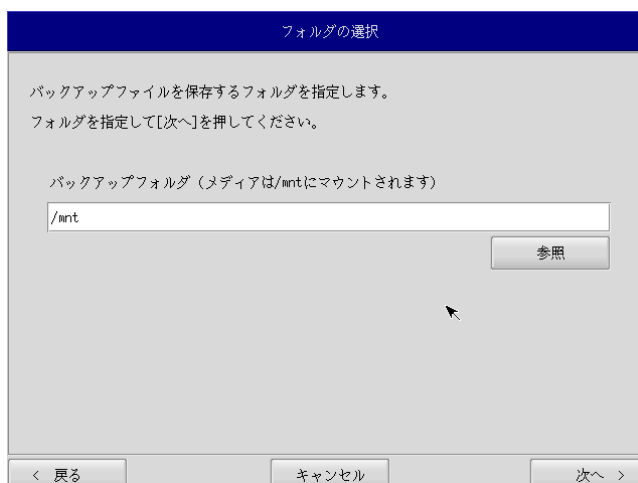 フォルダの選択
バックアップファイルを保存するフォルダを指定します。
フォルダを指定して[次へ]を押してください。
バックアップフォルダ（メディアは/mntにマウントされます）
/mnt
参照
< 戻る
キャンセル
次へ >